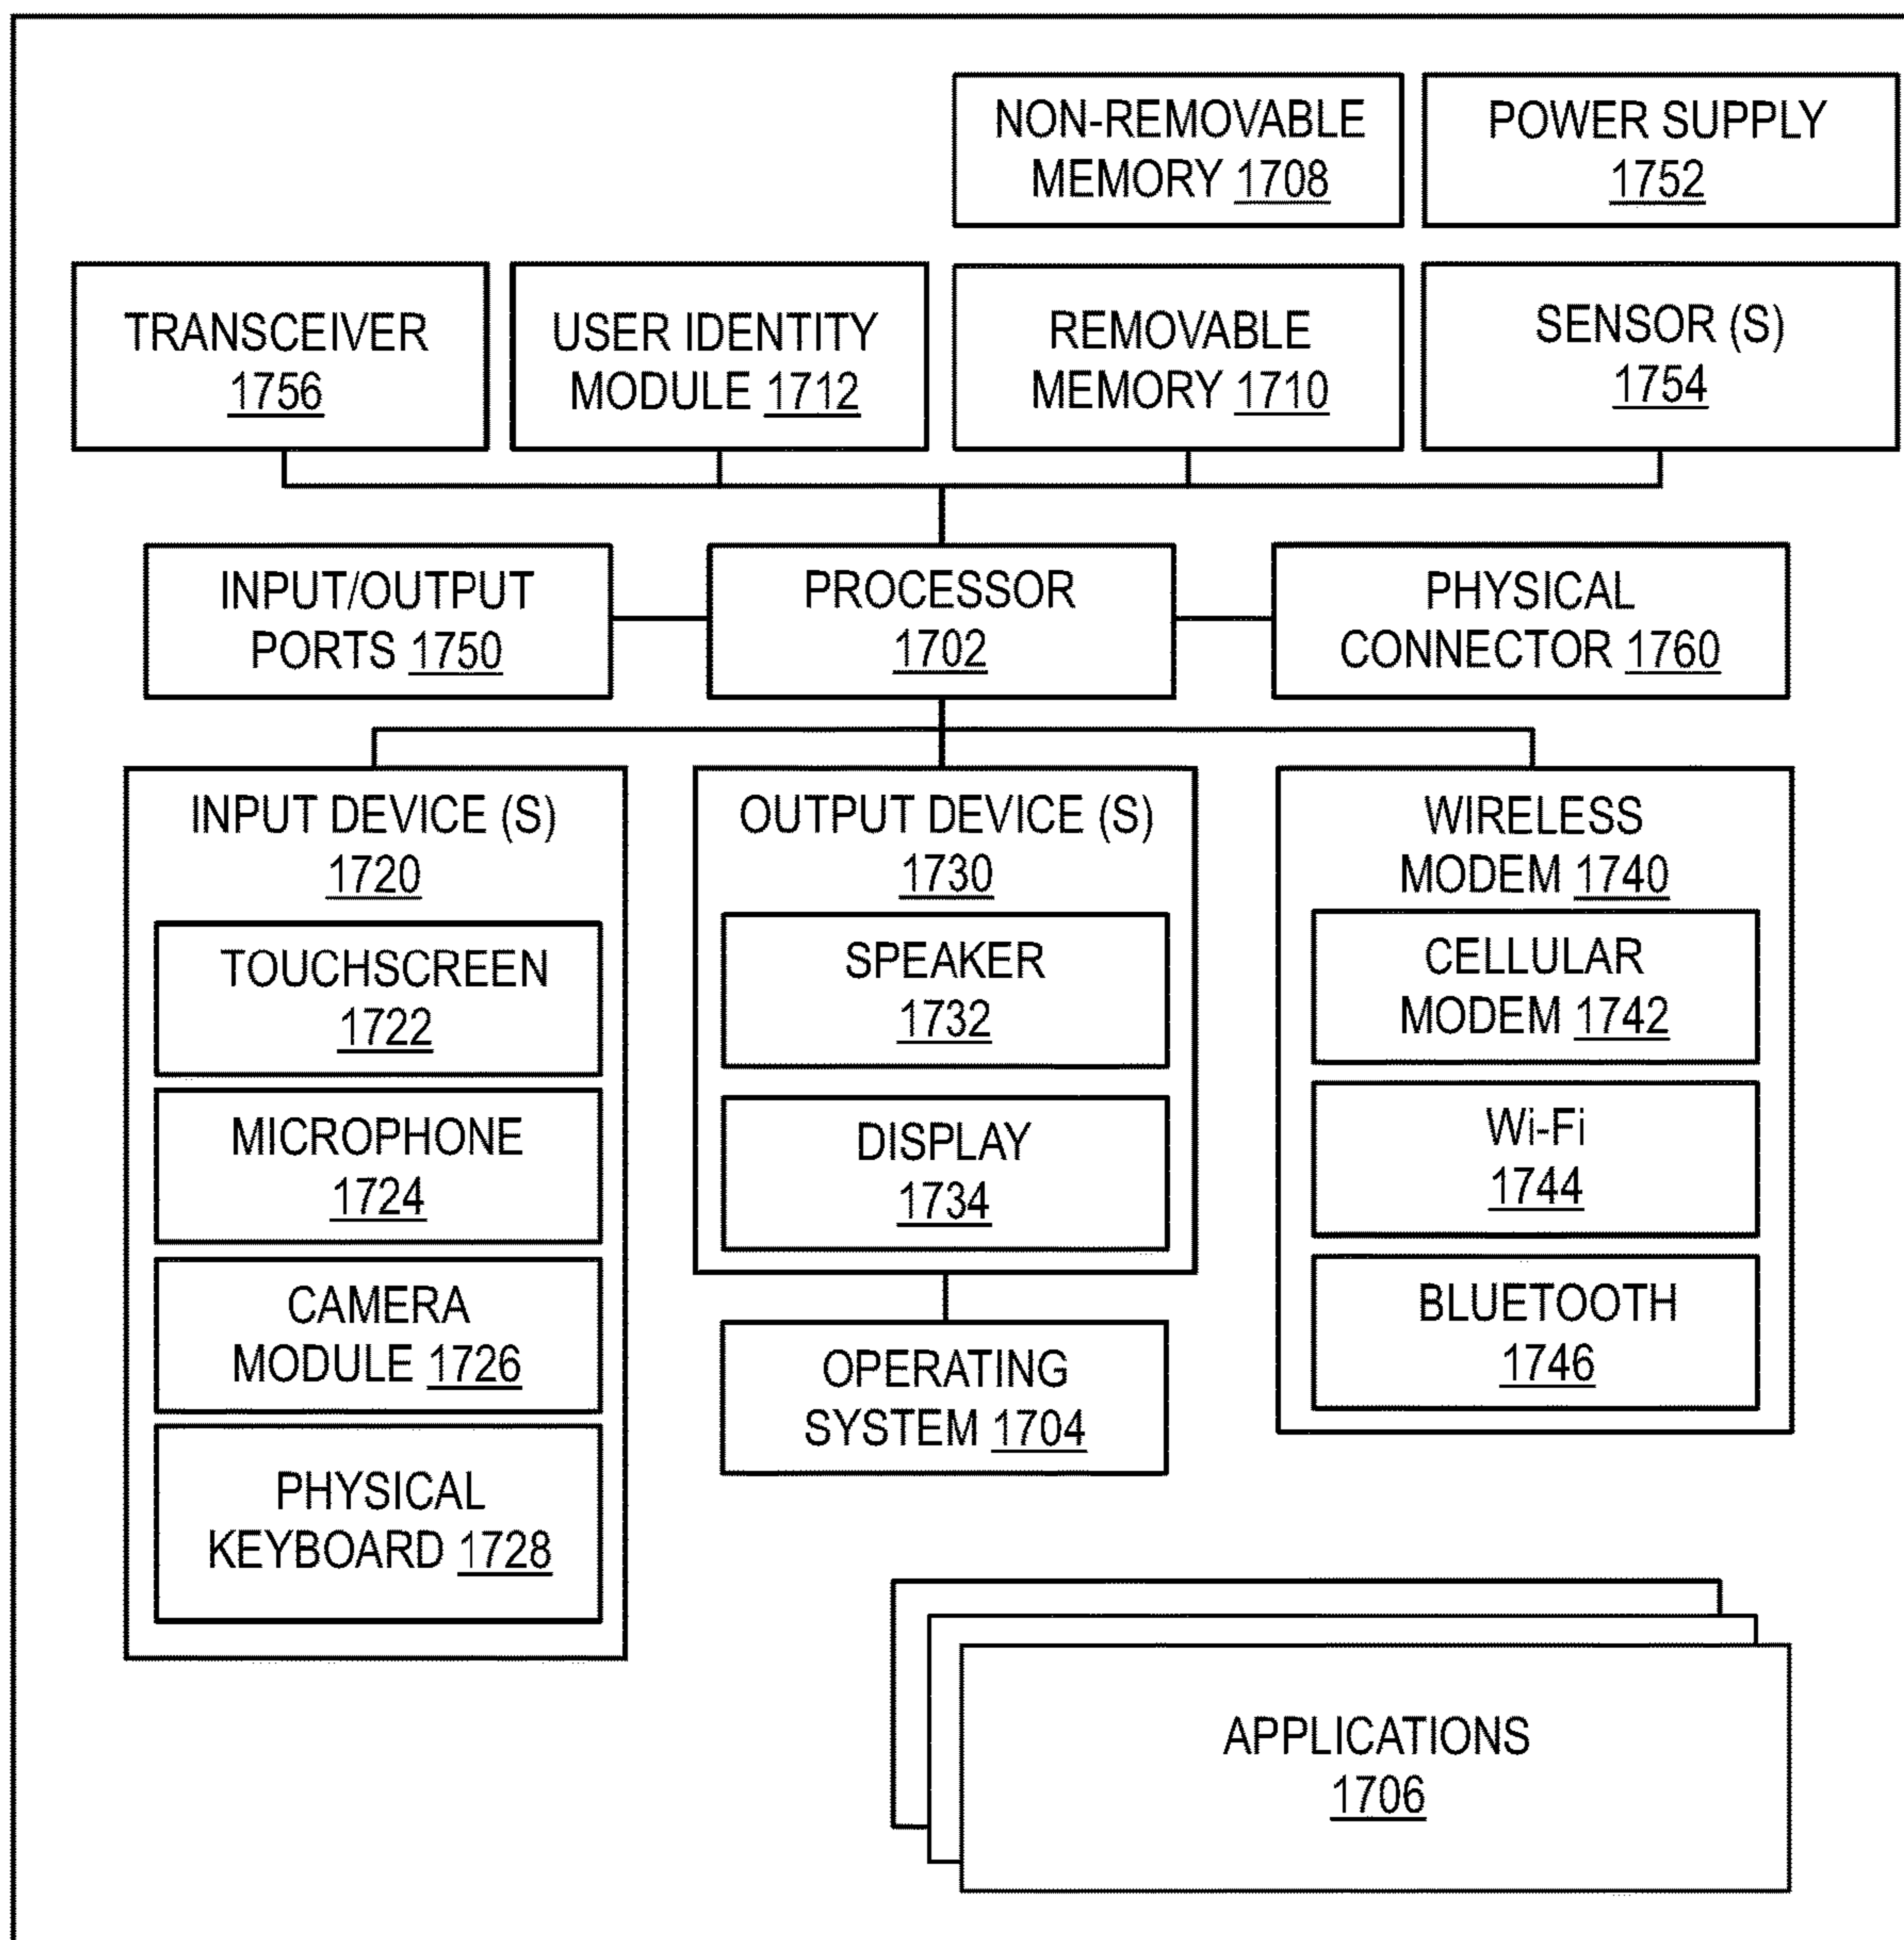 NON-REMOVABLE
MEMORY 1708
POWER SUPPLY
1752
TRANSCEIVER
1756
USER IDENTITY
MODULE 1712
REMOVABLE
MEMORY 1710
SENSOR (S)
1754
INPUT/OUTPUT
PORTS 1750
PROCESSOR
1702
PHYSICAL
CONNECTOR 1760
INPUT DEVICE (S)
1720
TOUCHSCREEN
1722
MICROPHONE
1724
CAMERA
MODULE 1726
PHYSICAL
KEYBOARD 1728
OUTPUT DEVICE (S)
1730
SPEAKER
1732
DISPLAY
1734
OPERATING
SYSTEM 1704
WIRELESS
MODEM 1740
CELLULAR
MODEM 1742
Wi-Fi
1744
BLUETOOTH
1746
APPLICATIONS
1706